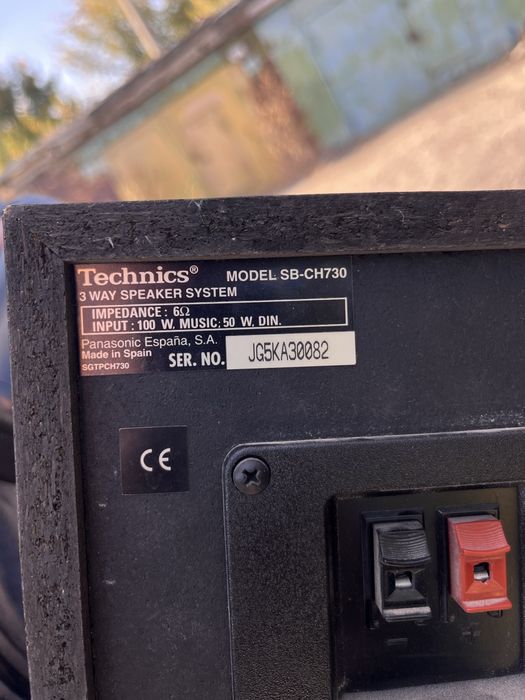 Technics®
MODEL SB-CH730
3 WAY SPEAKER SYSTEM
IMPEDANCE : 6Ω
INPUT : 100 W. MUSIC; 50 W. DIN.
Panasonic España, S.A.
Made in Spain
SGTPCH730
SER. NO. JG5KA30082
CE
− +